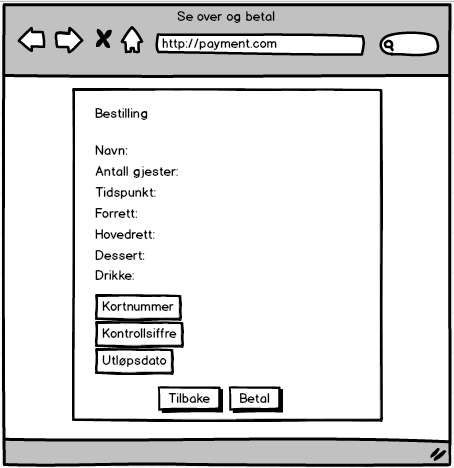 Se over og betal
http://payment.com
Bestilling
Navn:
Antall gjester:
Tidspunkt:
Forrett:
Hovedrett:
Dessert:
Drikke:
Kortnummer
Kontrollsiffre
Utløpsdato
Tilbake Betal